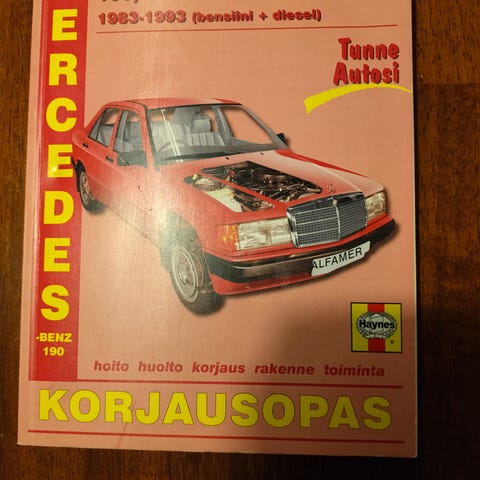 1983-1993 (bensiini + diesel)
Tunne
Autosi
ERCEDES
-BENZ
190
ALFAMER
Haynes
®
hoito huolto korjaus rakenne toiminta
KORJAUSOPAS